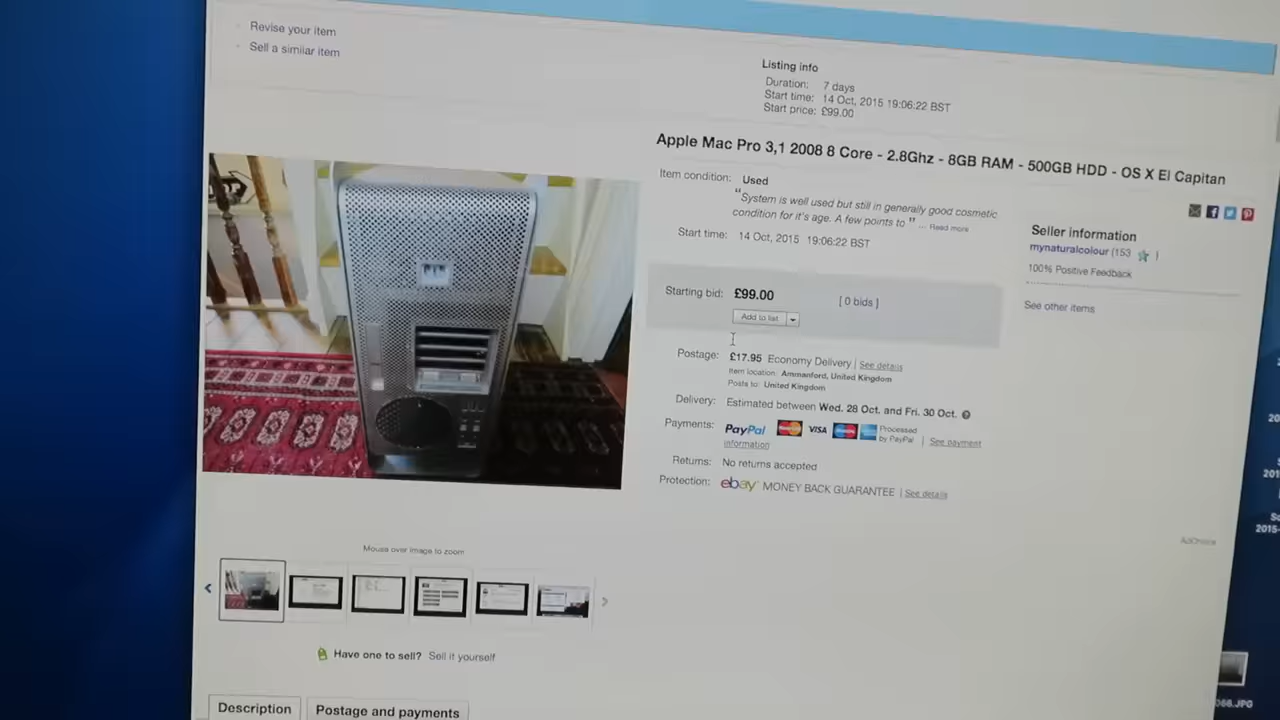 Revise your item
Sell a similar item
Listing info
Duration: 7 days
Start time: 14 Oct, 2015 19:06:22 BST
Start price: £99.00
Apple Mac Pro 3,1 2008 8 Core - 2.8Ghz - 8GB RAM - 500GB HDD - OS X El Capitan
Item condition: Used
"System is well used but still in generally good cosmetic
condition for it's age. A few points to " ... Read more
Start time: 14 Oct, 2015 19:06:22 BST
Starting bid: £99.00 [ 0 bids ]
Add to list
Postage: £17.95 Economy Delivery | See details
Item location: Ammanford, United Kingdom
Posts to: United Kingdom
Delivery: Estimated between Wed. 28 Oct. and Fri. 30 Oct.
Payments: PayPal VISA Processed by PayPal | See payment
information
Returns: No returns accepted
Protection: ebay MONEY BACK GUARANTEE | See details
Seller information
mynaturalcolour (153 )
100% Positive Feedback
See other items
AdChoice
Mouse over image to zoom
Have one to sell? Sell it yourself
Description
Postage and payments